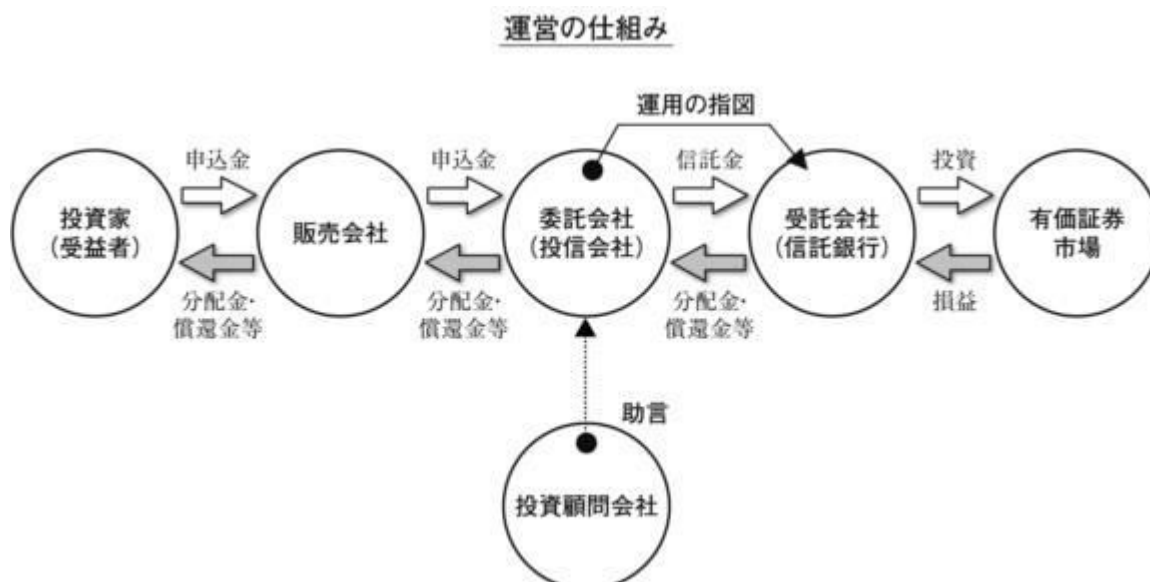 運営の仕組み
運用の指図
申込金
申込金
信託金
投資
投資家
(受益者)
販売会社
委託会社
(投信会社)
受託会社
(信託銀行)
有価証券
市場
分配金・
償還金等
分配金・
償還金等
分配金・
償還金等
損益
助言
投資顧問会社